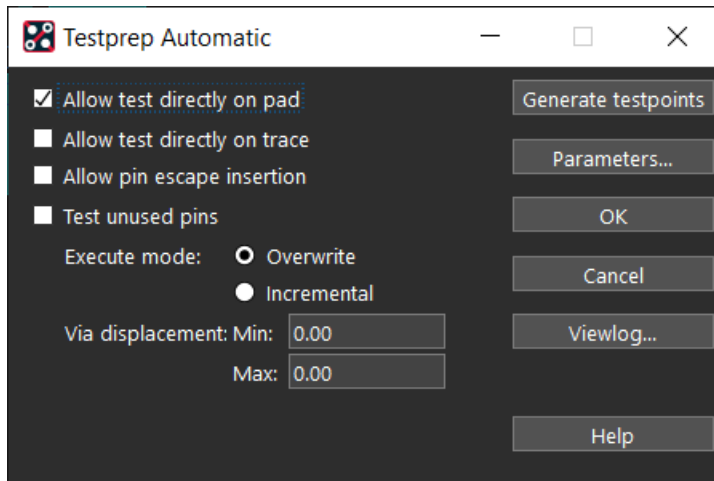 Testprep Automatic
Allow test directly on pad
Generate testpoints
Allow test directly on trace
Parameters...
Allow pin escape insertion
Test unused pins
OK
Execute mode: Overwrite
Cancel
Incremental
Via displacement: Min: 0.00
Viewlog...
Max: 0.00
Help